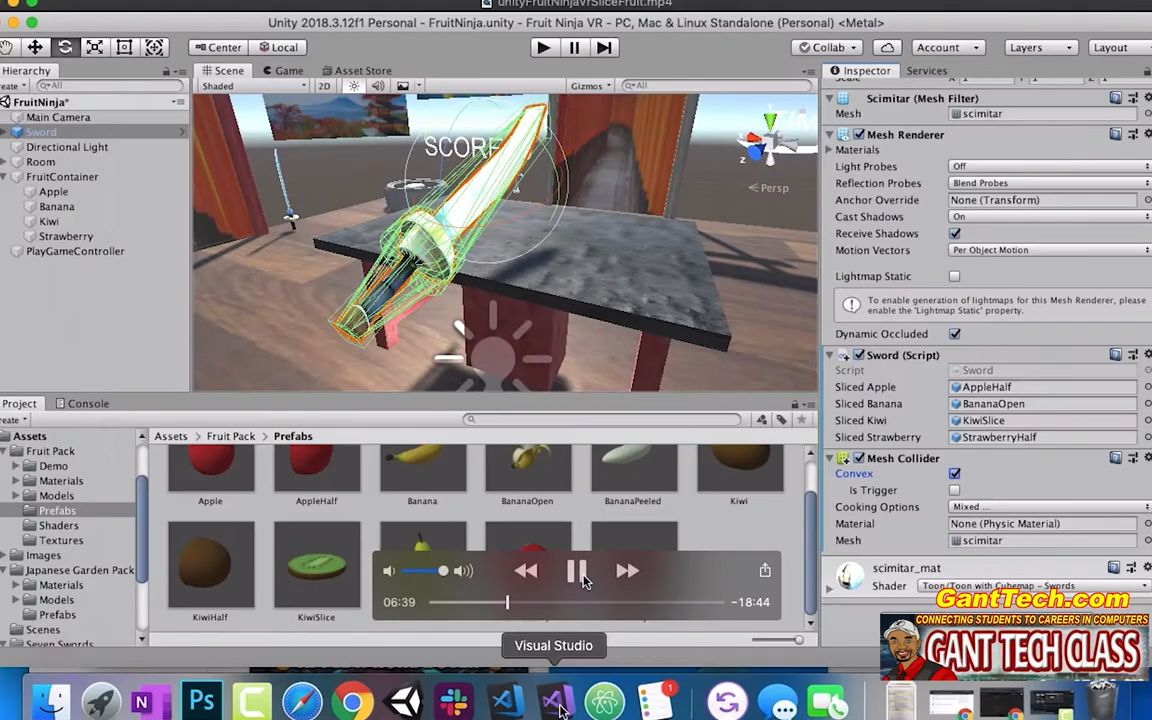 unityFruitNinjaVrSliceFruit.mp4
Unity 2018.3.12f1 Personal - FruitNinja.unity - Fruit Ninja VR - PC, Mac & Linux Standalone (Personal) <Metal>
Center Local Collab Account Layers Layout
Hierarchy
Scene Game Asset Store
Inspector Services
All
Shaded 2D Gizmos All
FruitNinja*
Main Camera
Sword
Directional Light
Room
FruitContainer
Apple
Banana
Kiwi
Strawberry
PlayGameController
SCORE
y
z
Persp
Scimitar (Mesh Filter)
Mesh scimitar
Mesh Renderer
Materials
Light Probes Off
Reflection Probes Blend Probes
Anchor Override None (Transform)
Cast Shadows On
Receive Shadows
Motion Vectors Per Object Motion
Lightmap Static
To enable generation of lightmaps for this Mesh Renderer, please
enable the 'Lightmap Static' property.
Dynamic Occluded
Sword (Script)
Script Sword
Sliced Apple AppleHalf
Sliced Banana BananaOpen
Sliced Kiwi KiwiSlice
Sliced Strawberry StrawberryHalf
Mesh Collider
Convex
Is Trigger
Cooking Options Mixed ...
Material None (Physic Material)
Mesh scimitar
scimitar_mat
Shader Toon/Toon with Cubemap - Swords
Project Console
Assets
Fruit Pack
Demo
Materials
Models
Prefabs
Shaders
Textures
Images
Japanese Garden Pack
Materials
Models
Prefabs
Scenes
Seven Swords
Assets Fruit Pack Prefabs
Apple AppleHalf Banana BananaOpen BananaPeeled Kiwi
KiwiHalf KiwiSlice
06:39 -18:44
Visual Studio
GantTech.com
CONNECTING STUDENTS TO CAREERS IN COMPUTERS
GANT TECH CLASS
N
Ps
C
1